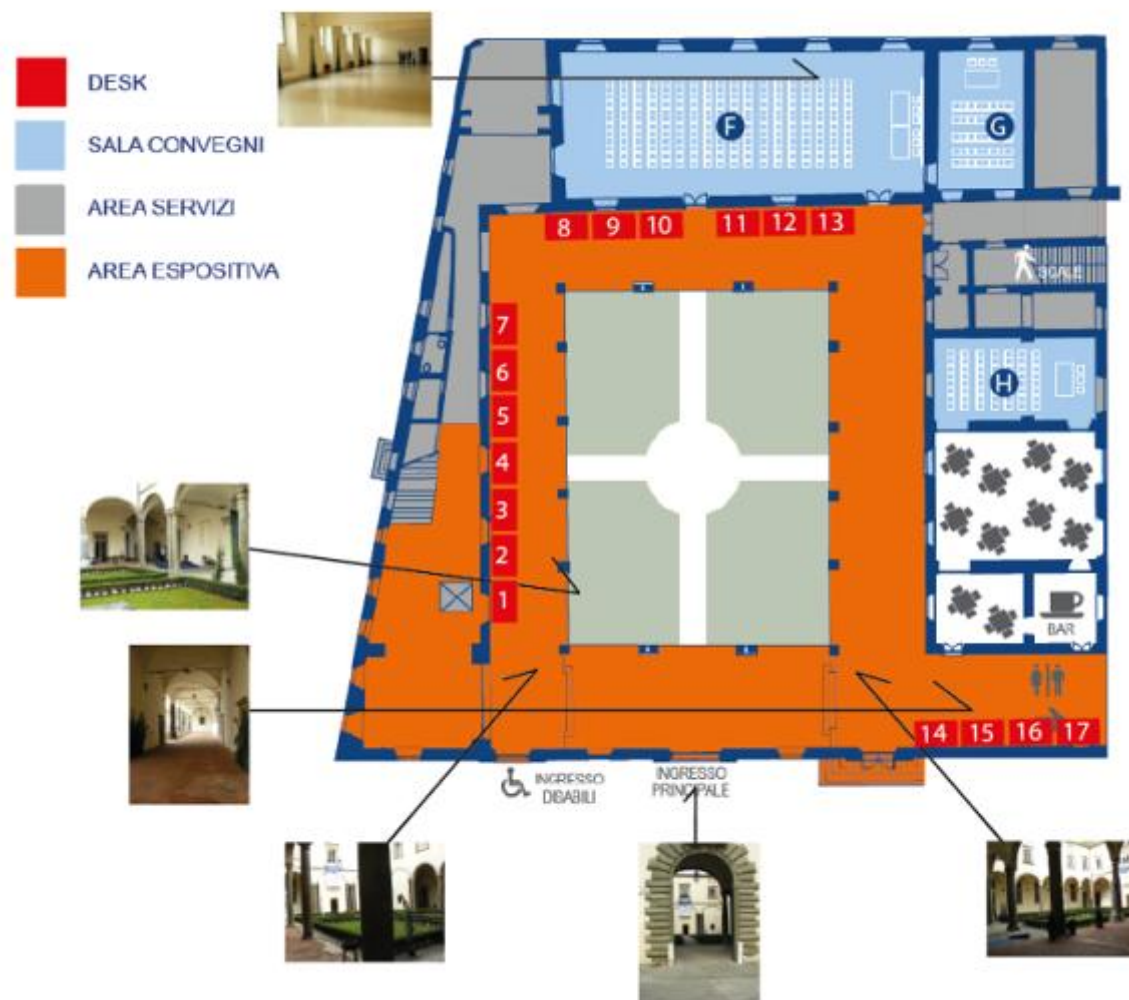 DESK
SALA CONVEGNI
AREA SERVIZI
AREA ESPOSITIVA
F
G
8 9 10 11 12 13
SCALE
7
6
5
4
3
2
1
H
BAR
14 15 16 17
INGRESSO
DISABILI
INGRESSO
PRINCIPALE